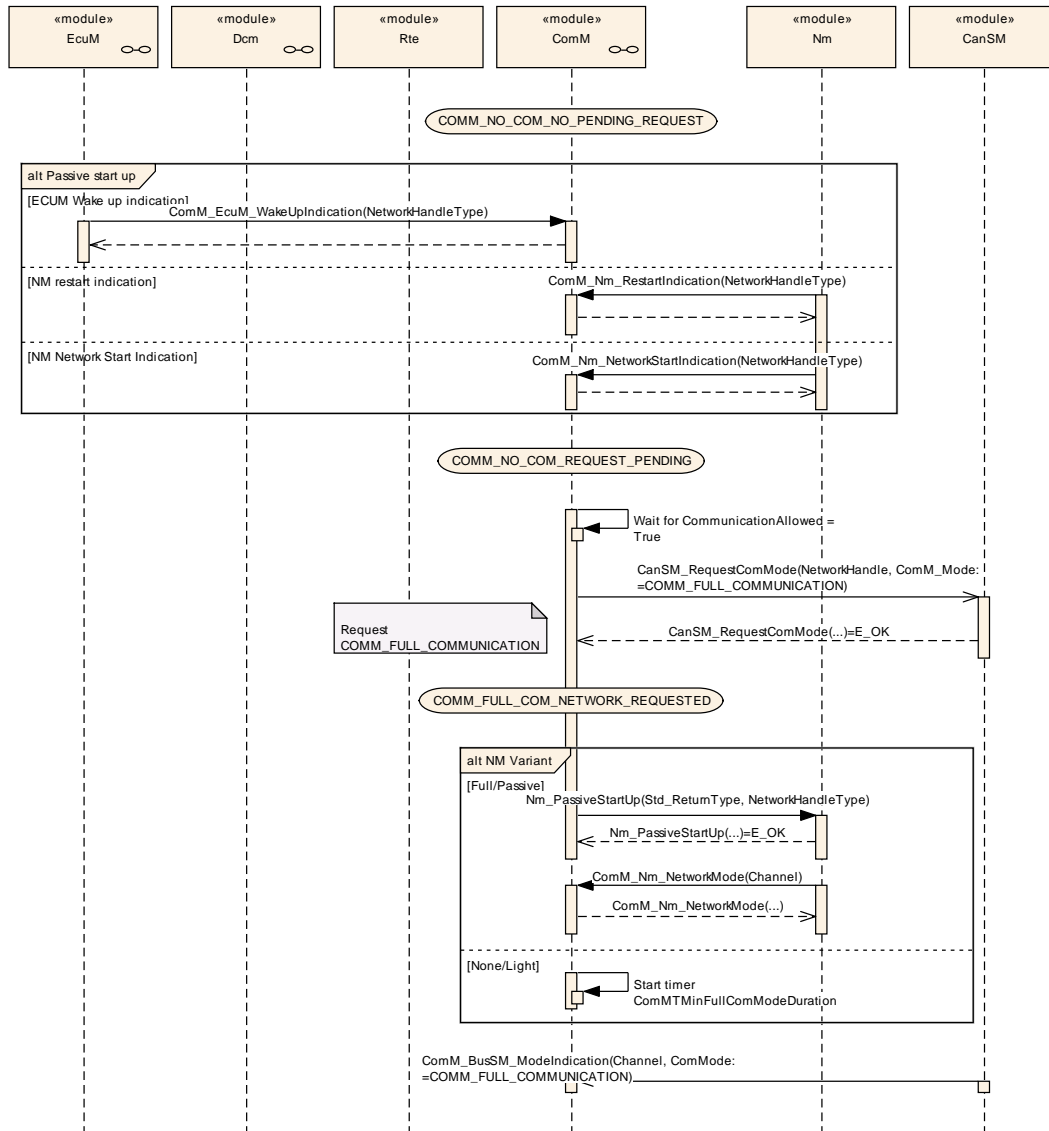 «module»
EcuM
«module»
Dcm
«module»
Rte
«module»
ComM
«module»
Nm
«module»
CanSM
COMM_NO_COM_NO_PENDING_REQUEST
alt Passive start up
[ECUM Wake up indication]
ComM_EcuM_WakeUpIndication(NetworkHandleType)
[NM restart indication]
ComM_Nm_RestartIndication(NetworkHandleType)
[NM Network Start Indication]
ComM_Nm_NetworkStartIndication(NetworkHandleType)
COMM_NO_COM_REQUEST_PENDING
Wait for CommunicationAllowed =
True
CanSM_RequestComMode(NetworkHandle, ComM_Mode:
=COMM_FULL_COMMUNICATION)
Request
COMM_FULL_COMMUNICATION
CanSM_RequestComMode(...)=E_OK
COMM_FULL_COM_NETWORK_REQUESTED
alt NM Variant
[Full/Passive]
Nm_PassiveStartUp(Std_ReturnType, NetworkHandleType)
Nm_PassiveStartUp(...)=E_OK
ComM_Nm_NetworkMode(Channel)
ComM_Nm_NetworkMode(...)
[None/Light]
Start timer
ComMTMinFullComModeDuration
ComM_BusSM_ModeIndication(Channel, ComMode:
=COMM_FULL_COMMUNICATION)